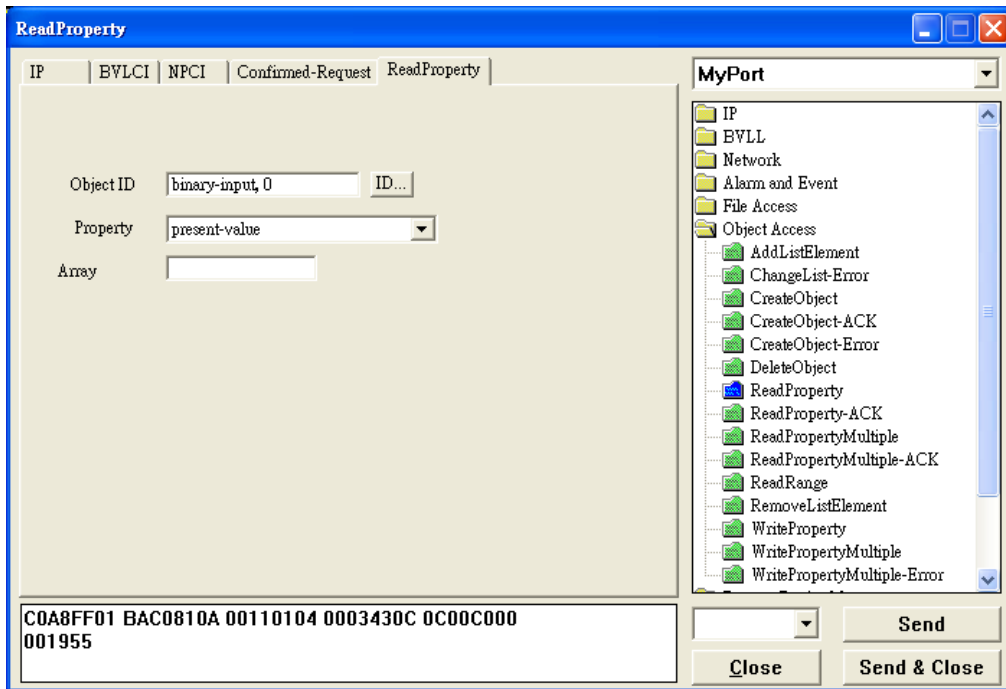 ReadProperty
IP BVLCI NPCI Confirmed-Request ReadProperty
Object ID binary-input, 0 ID...
Property present-value
Array
C0A8FF01 BAC0810A 00110104 0003430C 0C00C000
001955
MyPort
IP
BVLL
Network
Alarm and Event
File Access
Object Access
AddListElement
ChangeList-Error
CreateObject
CreateObject-ACK
CreateObject-Error
DeleteObject
ReadProperty
ReadProperty-ACK
ReadPropertyMultiple
ReadPropertyMultiple-ACK
ReadRange
RemoveListElement
WriteProperty
WritePropertyMultiple
WritePropertyMultiple-Error
Send
Close Send & Close